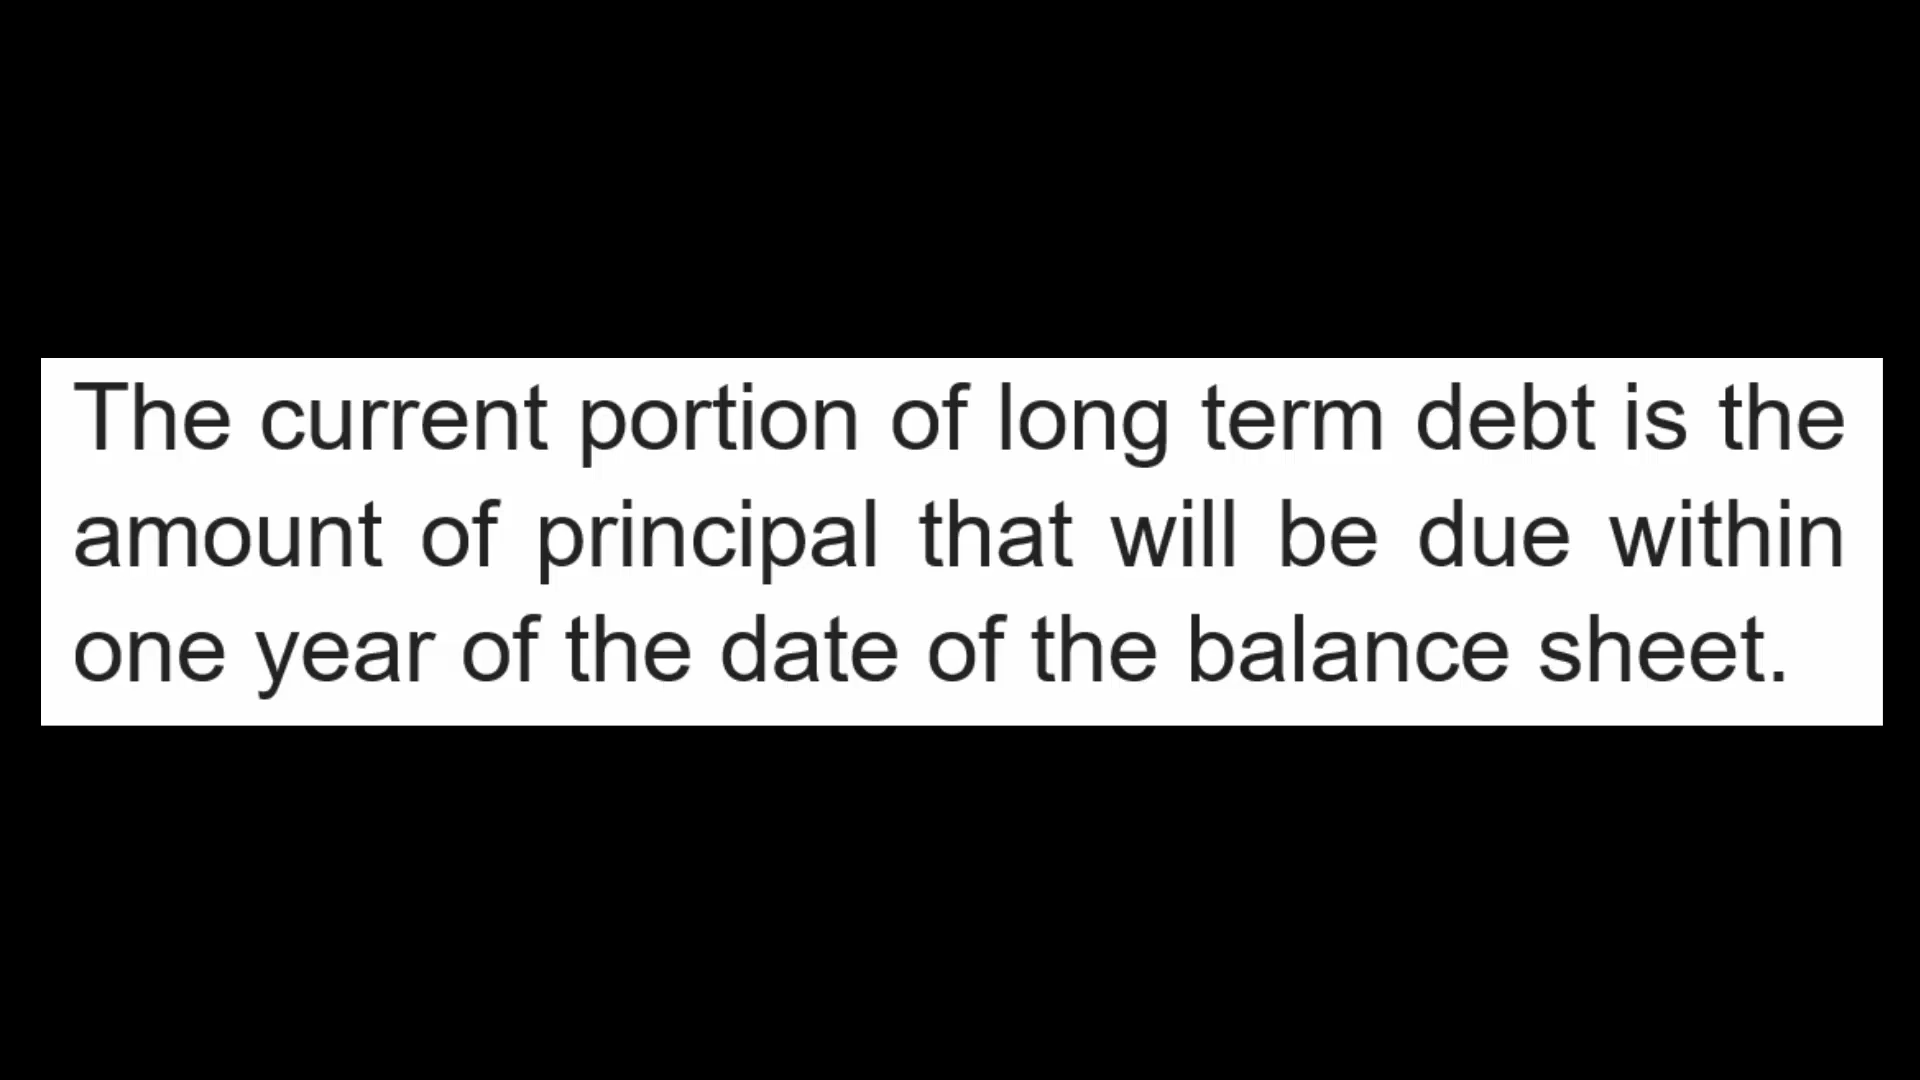 The current portion of long term debt is the
amount of principal that will be due within
one year of the date of the balance sheet.